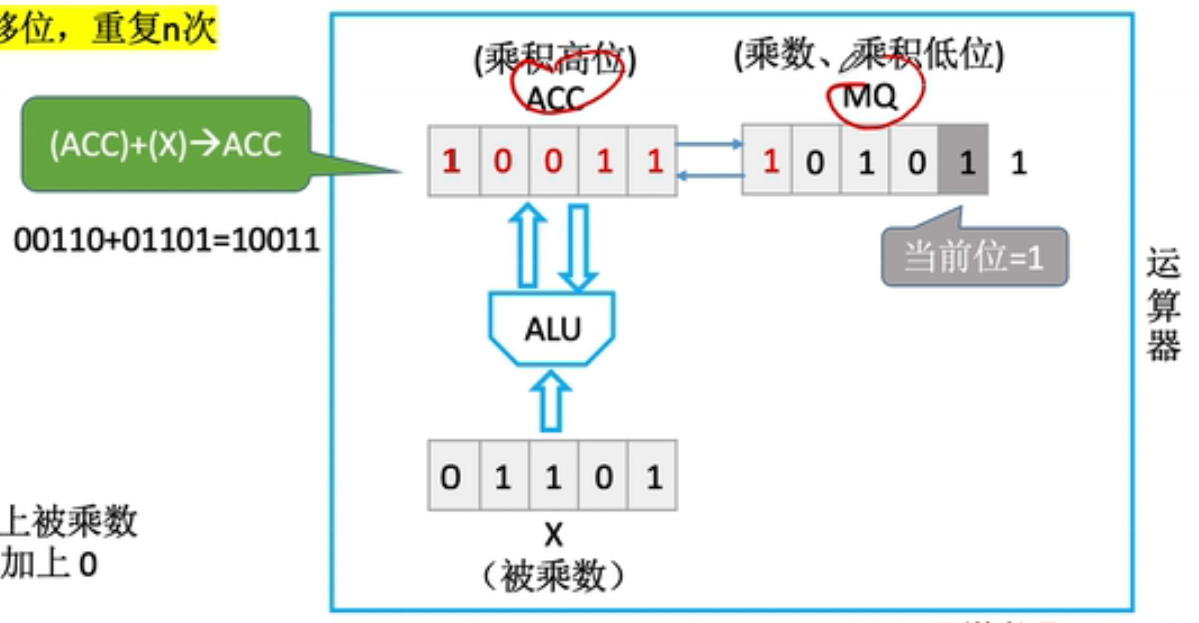 移位，重复n次
(乘积高位)
ACC
(乘数、乘积低位)
MQ
(ACC)+(X)→ACC
1 0 0 1 1
1 0 1 0 1 1
00110+01101=10011
当前位=1
运算器
ALU
0 1 1 0 1
X
（被乘数）
上被乘数
加上 0